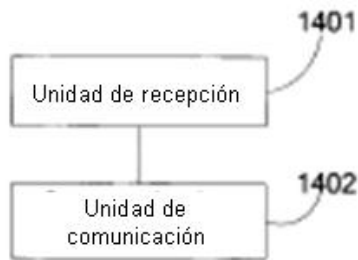 1401
Unidad de recepción
1402
Unidad de
comunicación